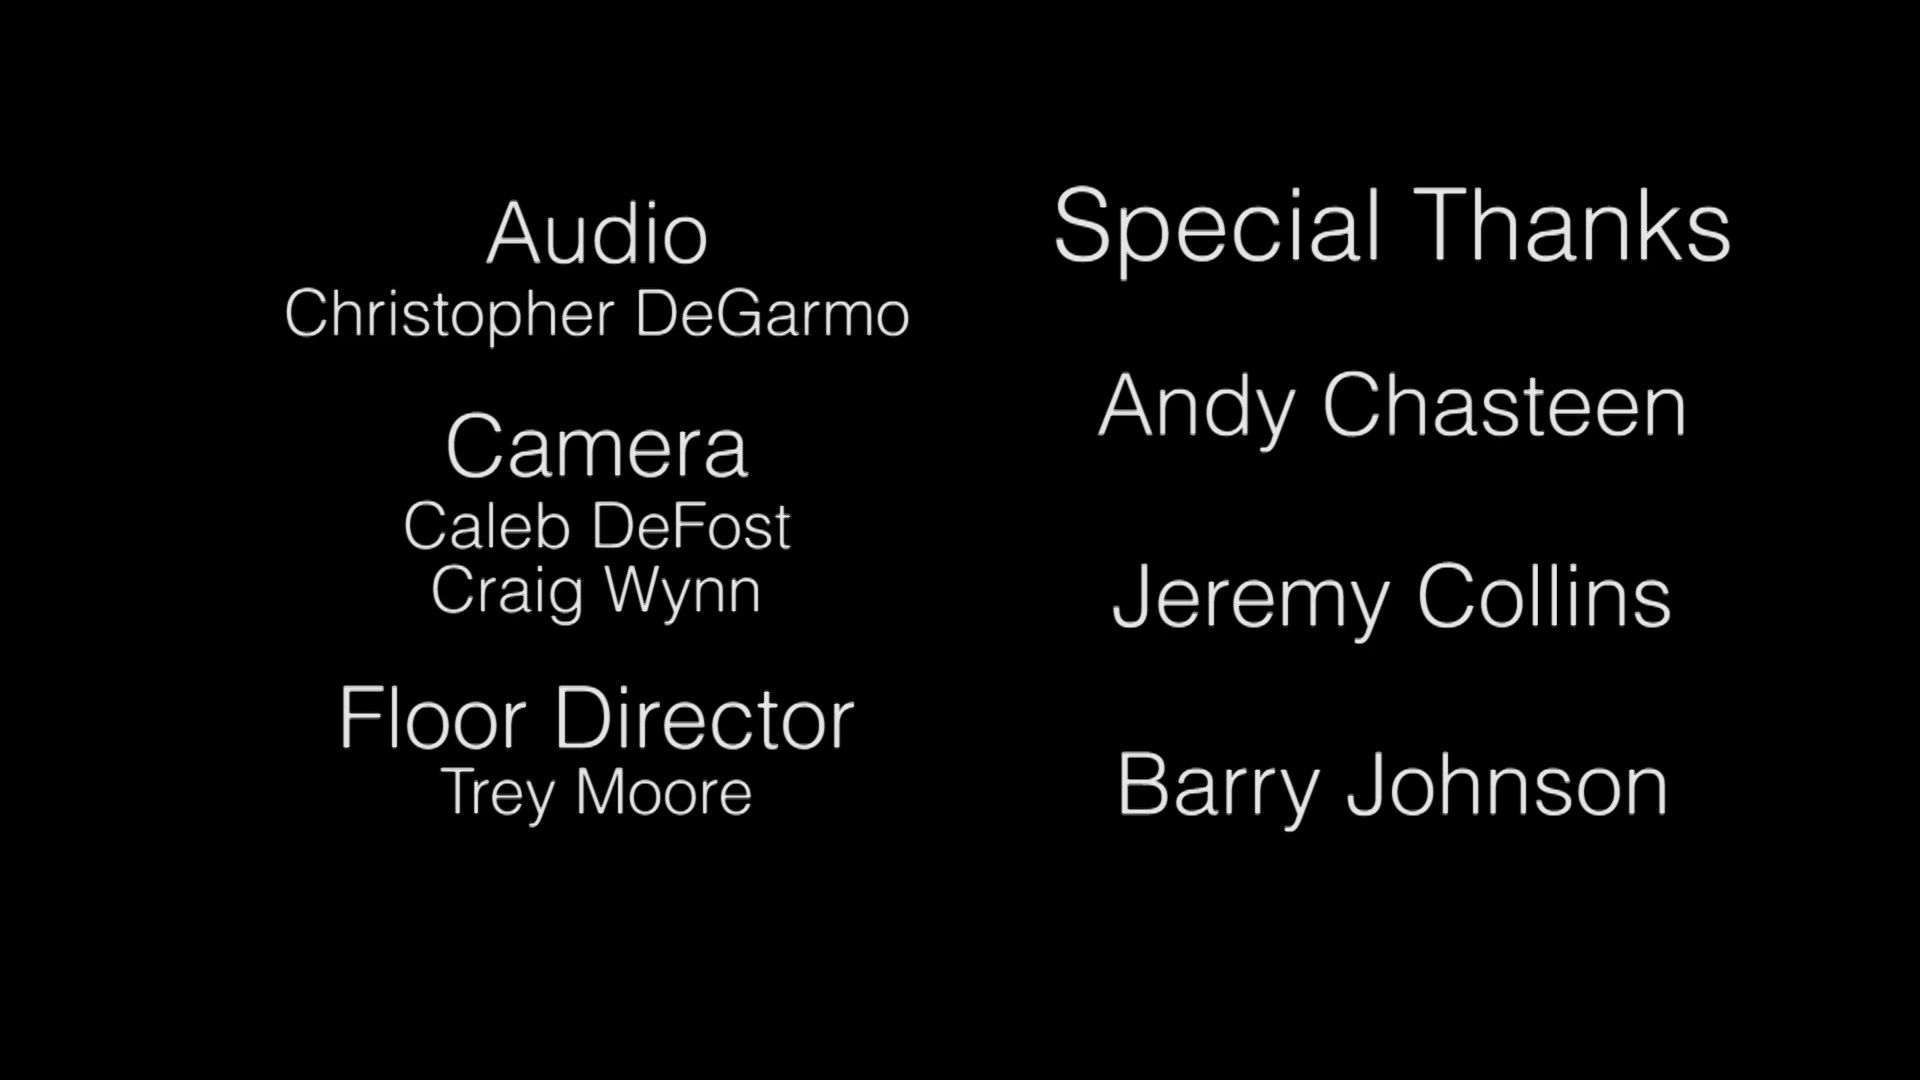 Audio
Christopher DeGarmo
Camera
Caleb DeFost
Craig Wynn
Floor Director
Trey Moore
Special Thanks
Andy Chasteen
Jeremy Collins
Barry Johnson